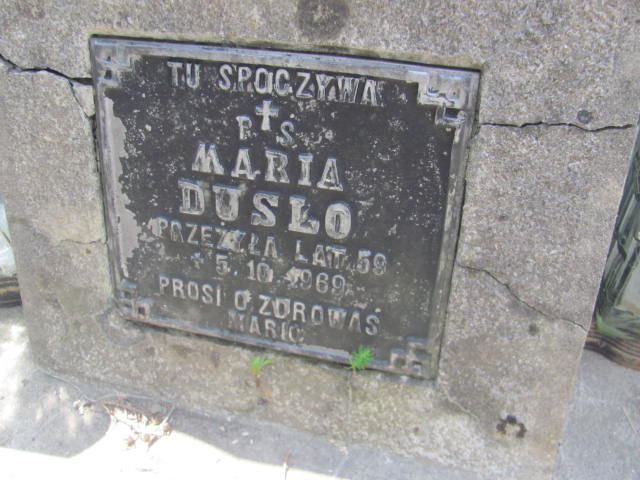 TU SPOCZYWA
Ś P
MARIA
DUSŁO
PRZEŻYŁA LAT 59
† 5.10.1969
PROSI O ZDROWAŚ
MARIO